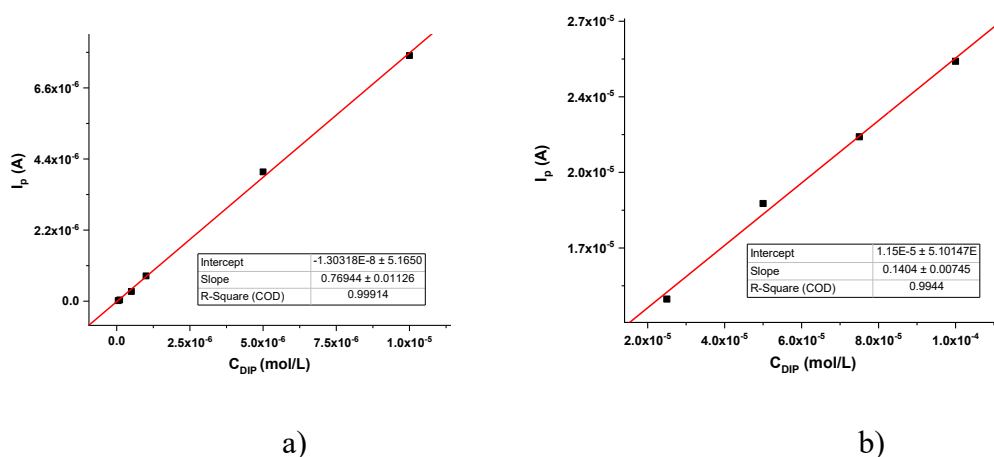 6.6x10⁻⁶
4.4x10⁻⁶
2.2x10⁻⁶
0.0
Iₚ (A)
Intercept -1.30318E-8 ± 5.1650
Slope 0.76944 ± 0.01126
R-Square (COD) 0.99914
0.0 2.5x10⁻⁶ 5.0x10⁻⁶ 7.5x10⁻⁶ 1.0x10⁻⁵
C_DIP (mol/L)
a)
2.7x10⁻⁵
2.4x10⁻⁵
2.0x10⁻⁵
1.7x10⁻⁵
Iₚ (A)
Intercept 1.15E-5 ± 5.10147E
Slope 0.1404 ± 0.00745
R-Square (COD) 0.9944
2.0x10⁻⁵ 4.0x10⁻⁵ 6.0x10⁻⁵ 8.0x10⁻⁵ 1.0x10⁻⁴
C_DIP (mol/L)
b)